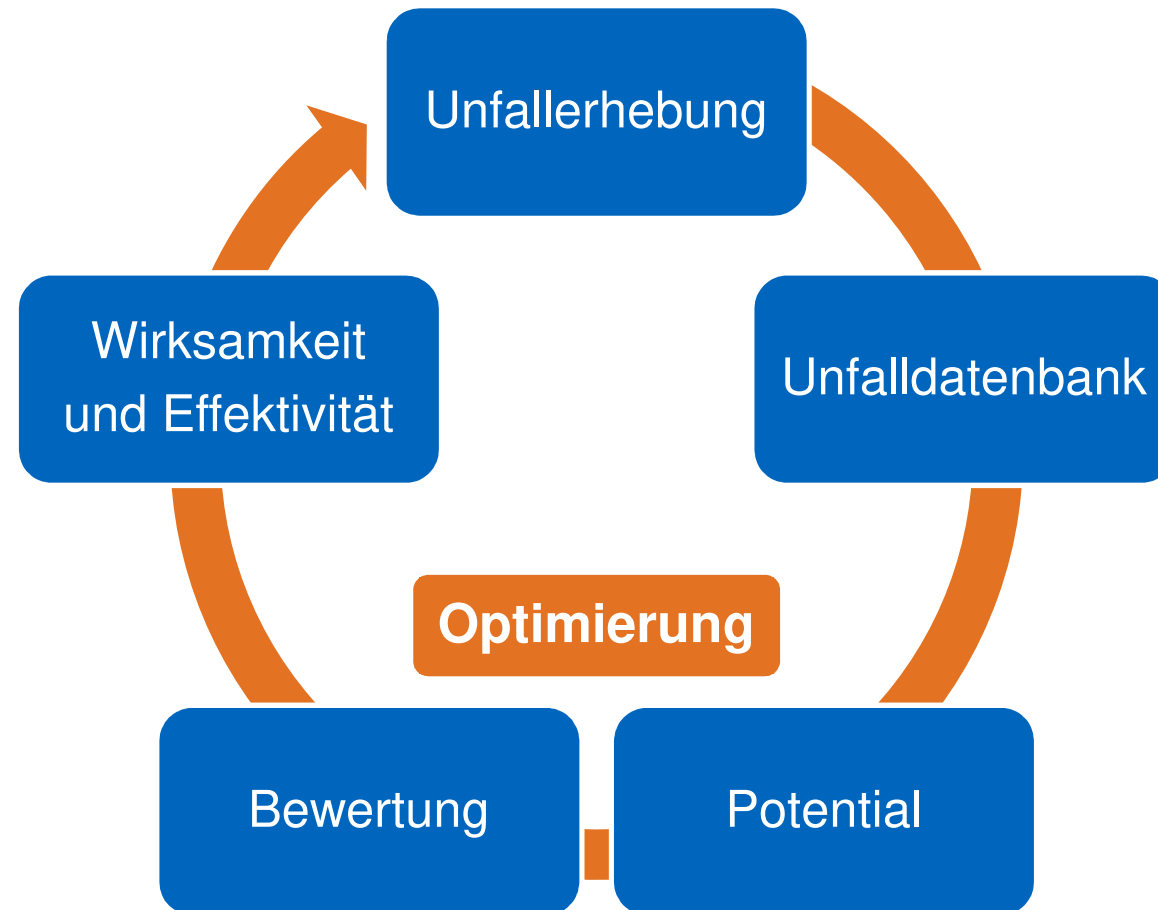 Unfallerhebung
Wirksamkeit
und Effektivität
Unfalldatenbank
Optimierung
Bewertung
Potential